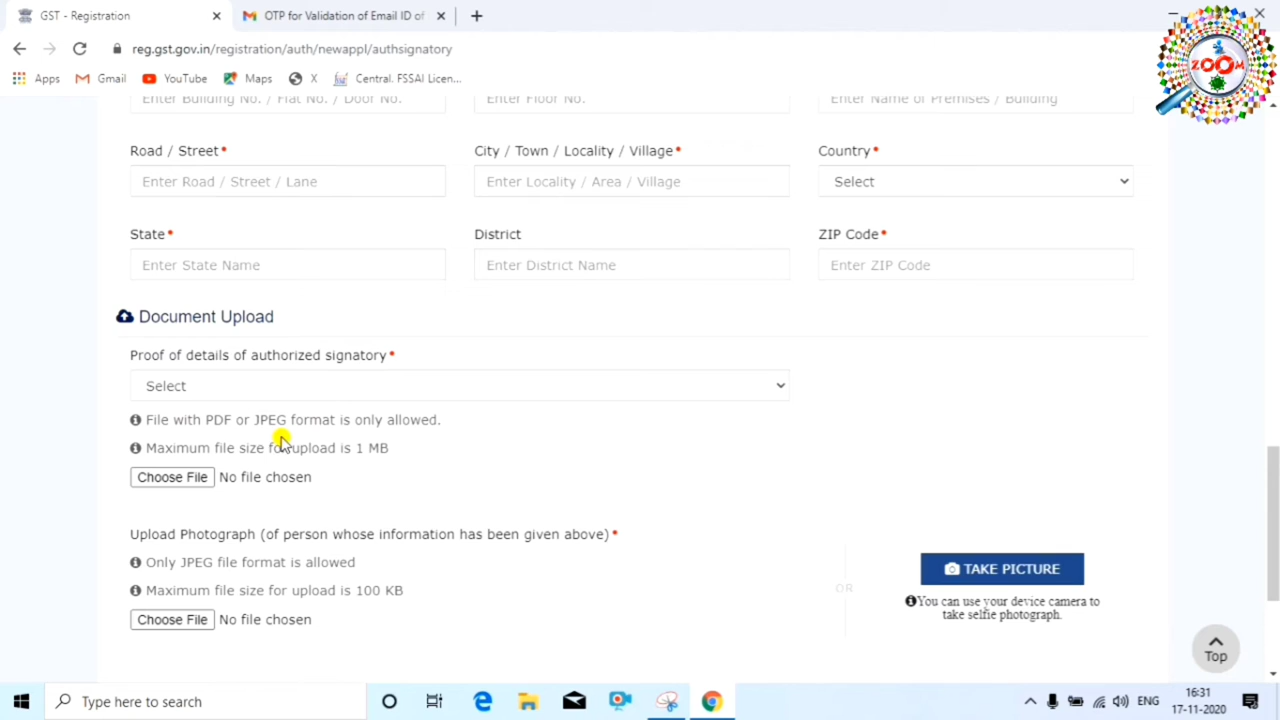 GST - Registration
OTP for Validation of Email ID of
reg.gst.gov.in/registration/auth/newappl/authsignatory
Apps Gmail YouTube Maps X Central. FSSAI Licen...
ZOOM
Enter Building No. / Flat No. / Door No. Enter Floor No. Enter Name of Premises / Building
Road / Street* City / Town / Locality / Village* Country*
Enter Road / Street / Lane Enter Locality / Area / Village Select
State* District ZIP Code*
Enter State Name Enter District Name Enter ZIP Code
Document Upload
Proof of details of authorized signatory*
Select
File with PDF or JPEG format is only allowed.
Maximum file size for upload is 1 MB
Choose File No file chosen
Upload Photograph (of person whose information has been given above)*
Only JPEG file format is allowed
Maximum file size for upload is 100 KB
Choose File No file chosen
OR
TAKE PICTURE
You can use your device camera to
take selfie photograph.
Top
Type here to search
ENG
16:31
17-11-2020